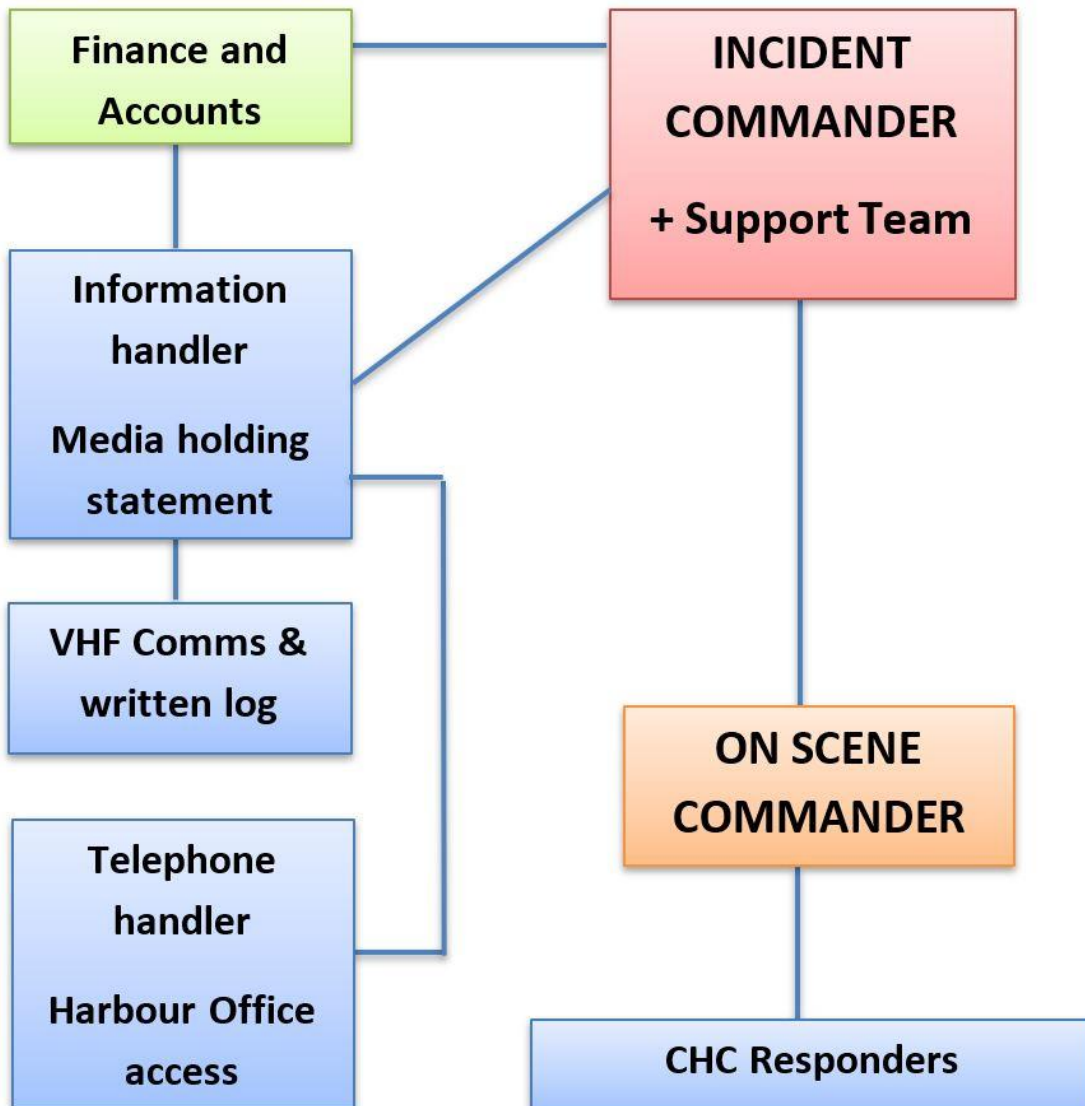 Finance and
Accounts
INCIDENT
COMMANDER
+ Support Team
Information
handler
Media holding
statement
VHF Comms &
written log
ON SCENE
COMMANDER
Telephone
handler
Harbour Office
access
CHC Responders